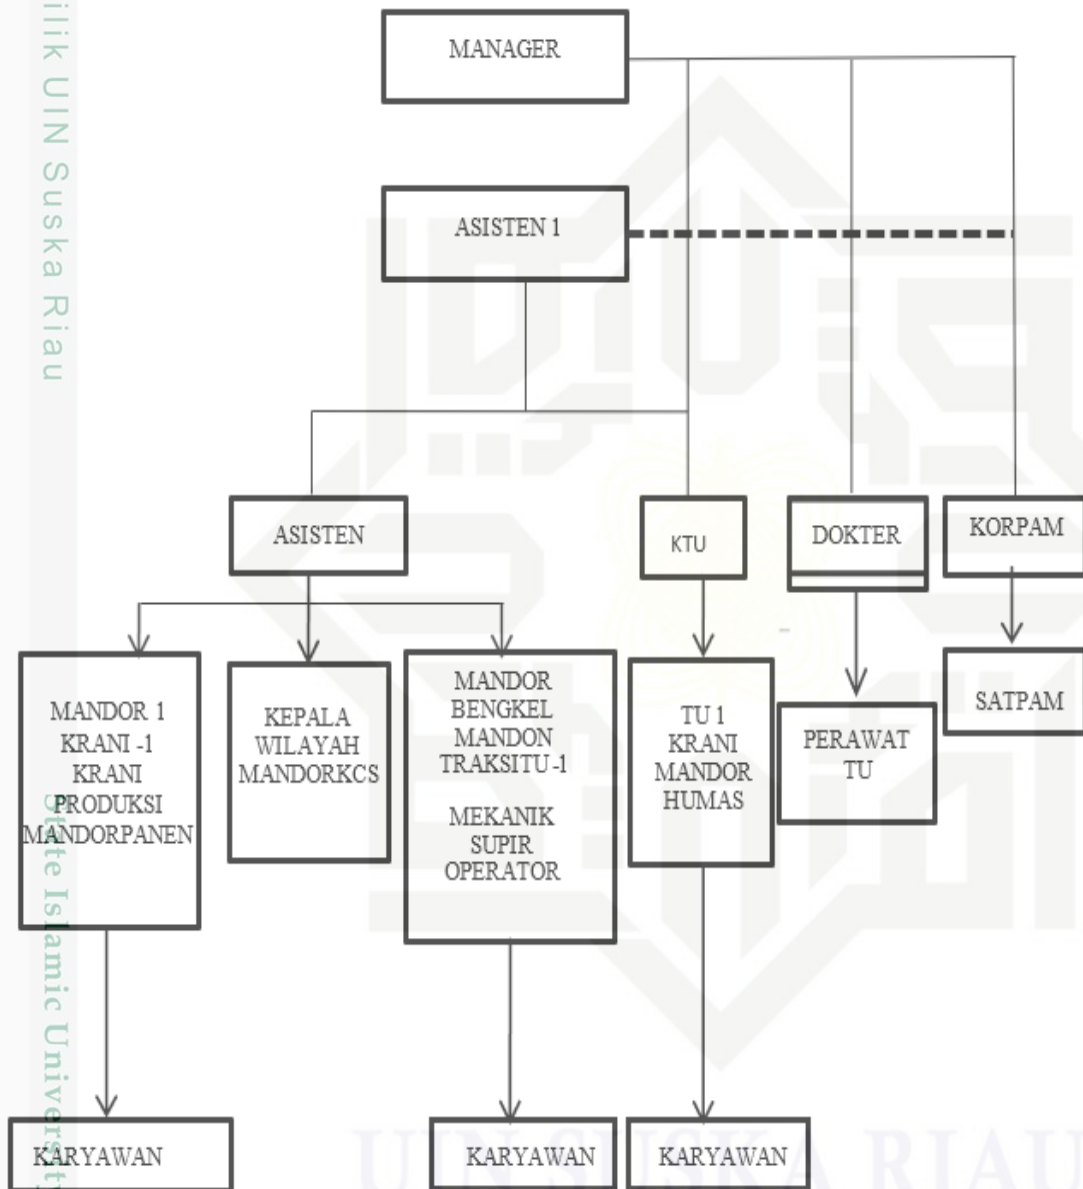 ilik UIN Suska Riau
MANAGER
ASISTEN 1
ASISTEN
KTU
DOKTER
KORPAM
MANDOR 1
KRANI -1
KRANI
PRODUKSI
MANDORPANEN
KEPALA
WILAYAH
MANDORKCS
MANDOR
BENGKEL
MANDON
TRAKSITU-1
MEKANIK
SUPIR
OPERATOR
TU 1
KRANI
MANDOR
HUMAS
PERAWAT
TU
SATPAM
State Islamic University
KARYAWAN
KARYAWAN
KARYAWAN
UIN SUSKA RIAU